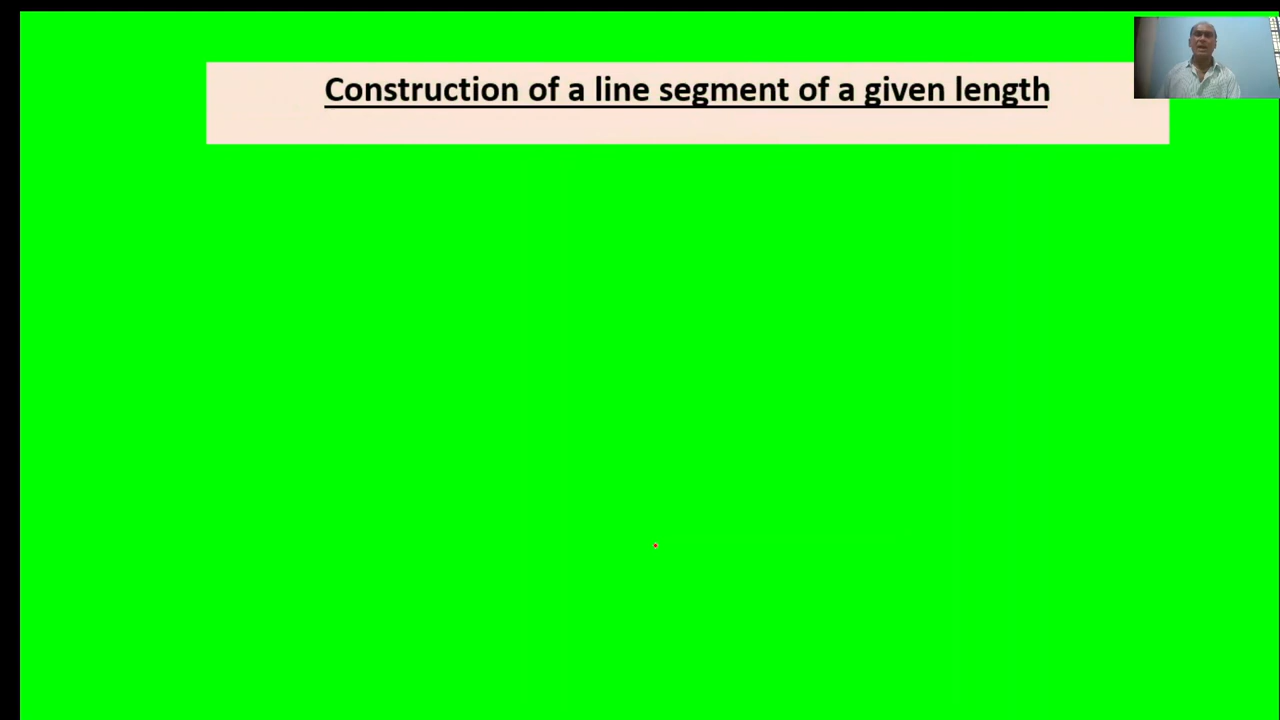 Construction of a line segment of a given length